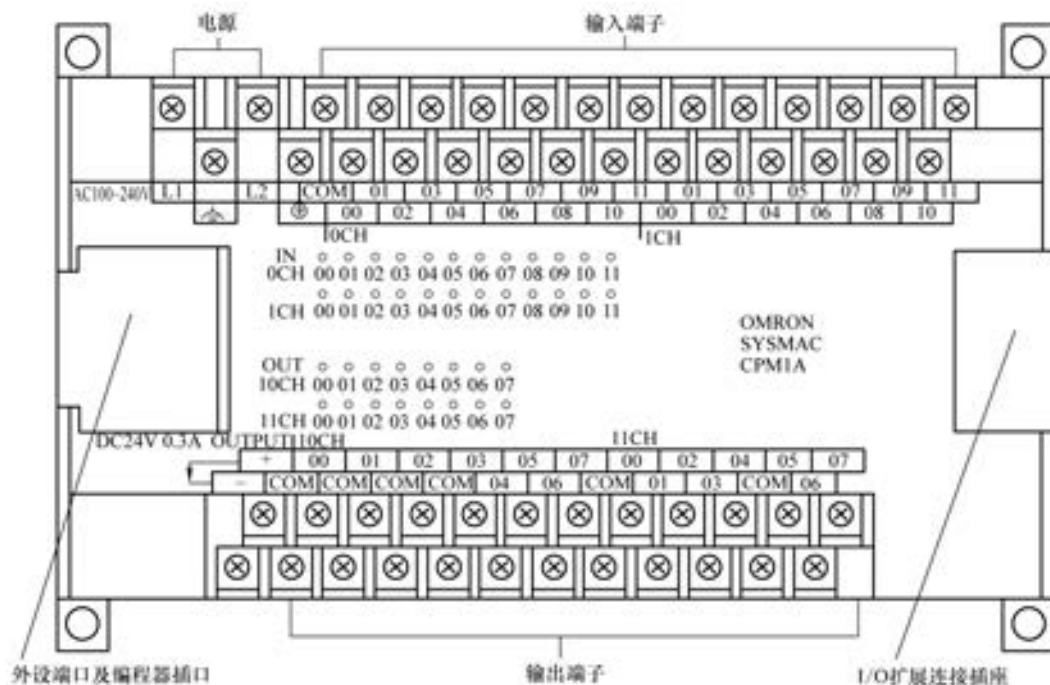 电源
输入端子
AC100~240V L1 L2 COM 01 03 05 07 09 11 01 03 05 07 09 11
00 02 04 06 08 10 00 02 04 06 08 10
0CH 1CH
IN
0CH 00 01 02 03 04 05 06 07 08 09 10 11
1CH 00 01 02 03 04 05 06 07 08 09 10 11
OMRON
SYSMAC
CPM1A
OUT
10CH 00 01 02 03 04 05 06 07
11CH 00 01 02 03 04 05 06 07
DC24V 0.3A OUTPUT 10CH 11CH
+ 00 01 02 03 05 07 00 02 04 05 07
− COM COM COM COM 04 06 COM 01 03 COM 06
外设端口及编程器插口
输出端子
I/O扩展连接插座